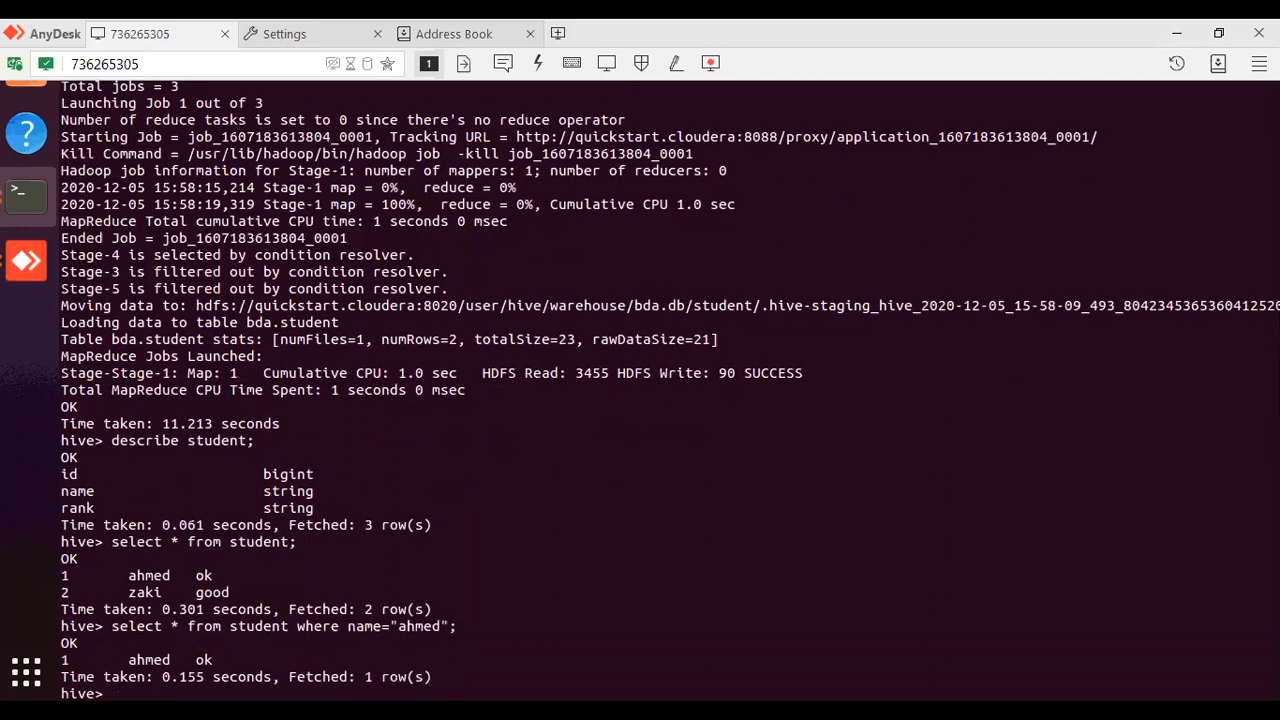 AnyDesk
736265305
Settings
Address Book
736265305
1
Total jobs = 3
Launching Job 1 out of 3
Number of reduce tasks is set to 0 since there's no reduce operator
Starting Job = job_1607183613804_0001, Tracking URL = http://quickstart.cloudera:8088/proxy/application_1607183613804_0001/
Kill Command = /usr/lib/hadoop/bin/hadoop job  -kill job_1607183613804_0001
Hadoop job information for Stage-1: number of mappers: 1; number of reducers: 0
2020-12-05 15:58:15,214 Stage-1 map = 0%,  reduce = 0%
2020-12-05 15:58:19,319 Stage-1 map = 100%,  reduce = 0%, Cumulative CPU 1.0 sec
MapReduce Total cumulative CPU time: 1 seconds 0 msec
Ended Job = job_1607183613804_0001
Stage-4 is selected by condition resolver.
Stage-3 is filtered out by condition resolver.
Stage-5 is filtered out by condition resolver.
Moving data to: hdfs://quickstart.cloudera:8020/user/hive/warehouse/bda.db/student/.hive-staging_hive_2020-12-05_15-58-09_493_8042345365360412520
Loading data to table bda.student
Table bda.student stats: [numFiles=1, numRows=2, totalSize=23, rawDataSize=21]
MapReduce Jobs Launched:
Stage-Stage-1: Map: 1   Cumulative CPU: 1.0 sec   HDFS Read: 3455 HDFS Write: 90 SUCCESS
Total MapReduce CPU Time Spent: 1 seconds 0 msec
OK
Time taken: 11.213 seconds
hive> describe student;
OK
id                      bigint
name                    string
rank                    string
Time taken: 0.061 seconds, Fetched: 3 row(s)
hive> select * from student;
OK
1       ahmed   ok
2       zaki    good
Time taken: 0.301 seconds, Fetched: 2 row(s)
hive> select * from student where name="ahmed";
OK
1       ahmed   ok
Time taken: 0.155 seconds, Fetched: 1 row(s)
hive>